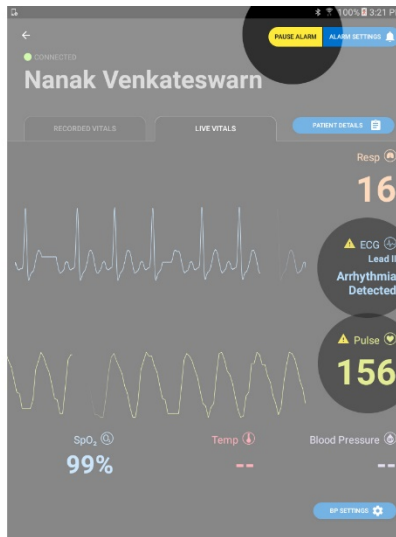 100% 3:21 P
PAUSE ALARM
ALARM SETTINGS
CONNECTED
Nanak Venkateswarn
RECORDED VITALS
LIVE VITALS
PATIENT DETAILS
Resp
16
ECG
Lead II
Arrhythmia
Detected
Pulse
156
SpO₂
99%
Temp
--
Blood Pressure
--
BP SETTINGS